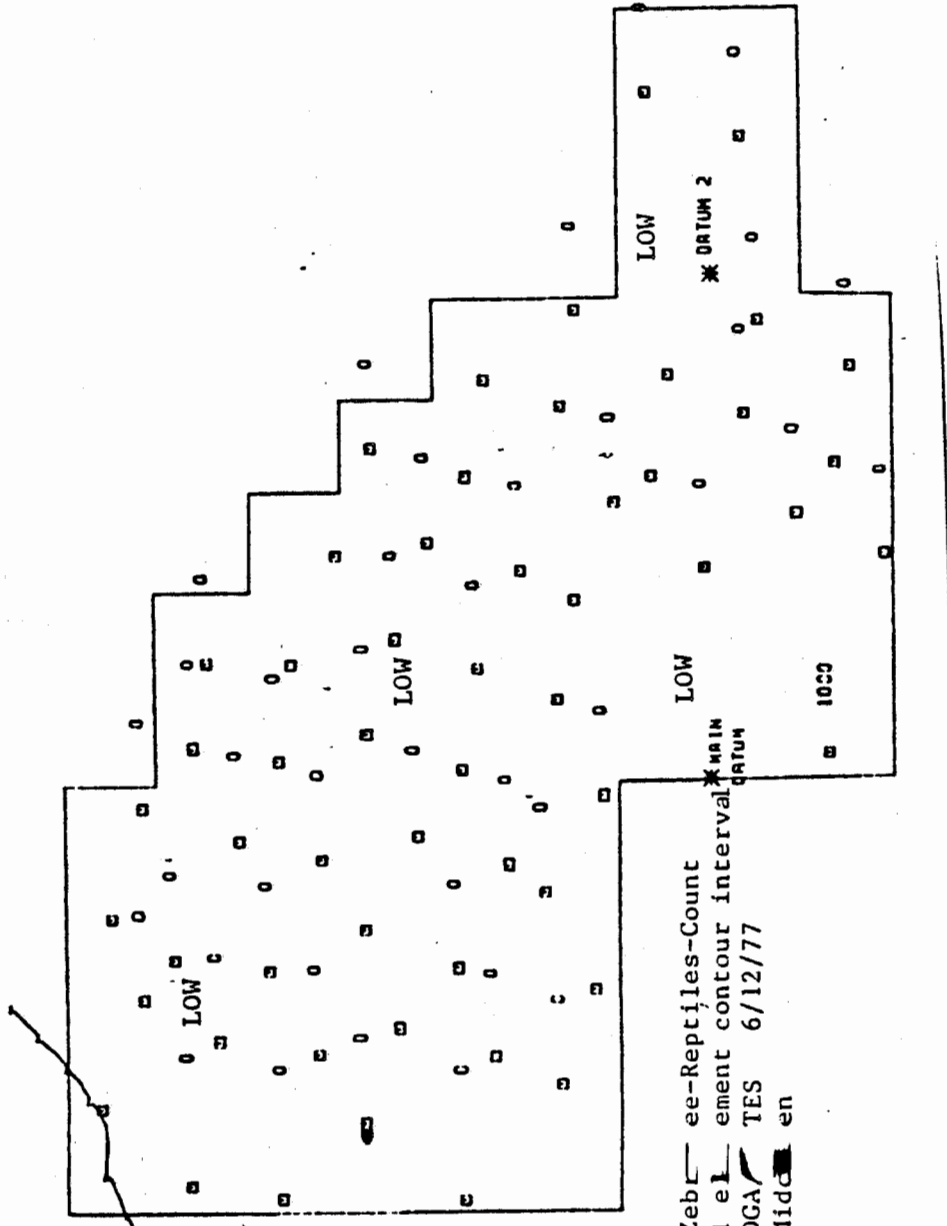 LOW
DATUM 2
LOW
LOW
LOW
MAIN
DATUM
1000
ee-Reptiles-Count
ement contour interval
TES 6/12/77